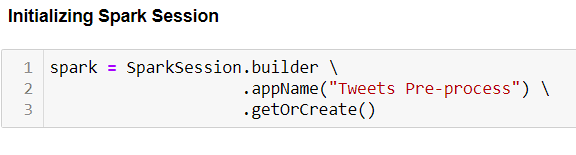 Initializing Spark Session
1 spark = SparkSession.builder \
2 .appName("Tweets Pre-process") \
3 .getOrCreate()